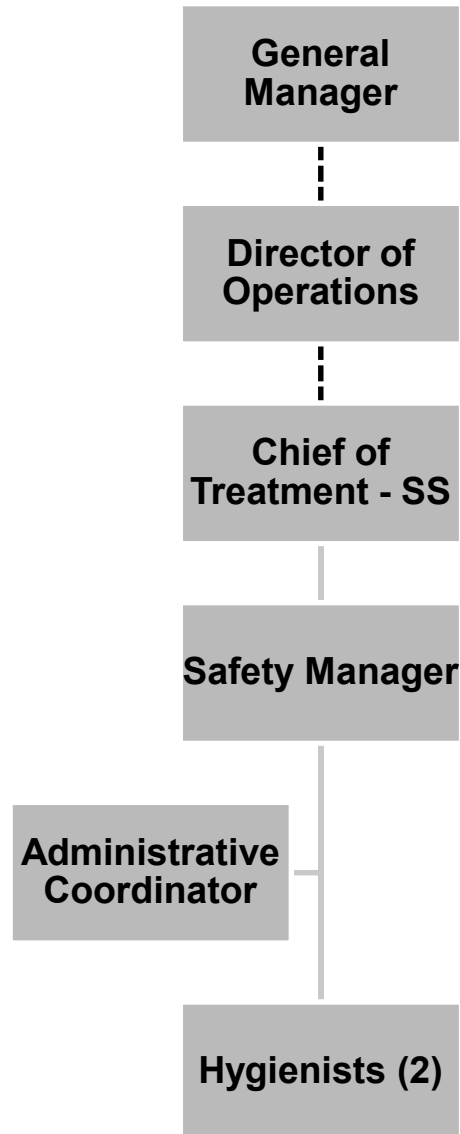 General
Manager
Director of
Operations
Chief of
Treatment - SS
Safety Manager
Administrative
Coordinator
Hygienists (2)